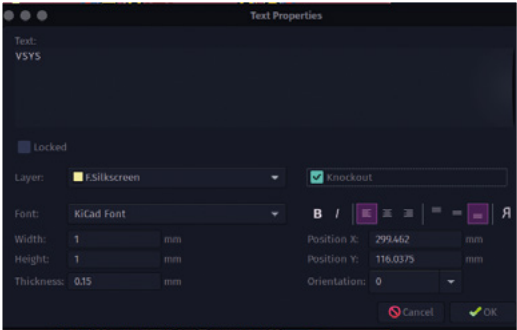 Text Properties
Text:
VSYS
Locked
Layer: F.Silkscreen Knockout
Font: KiCad Font B I Я
Width: 1 mm Position X: 299.462 mm
Height: 1 mm Position Y: 116.0375 mm
Thickness: 0.15 mm Orientation: 0
Cancel OK